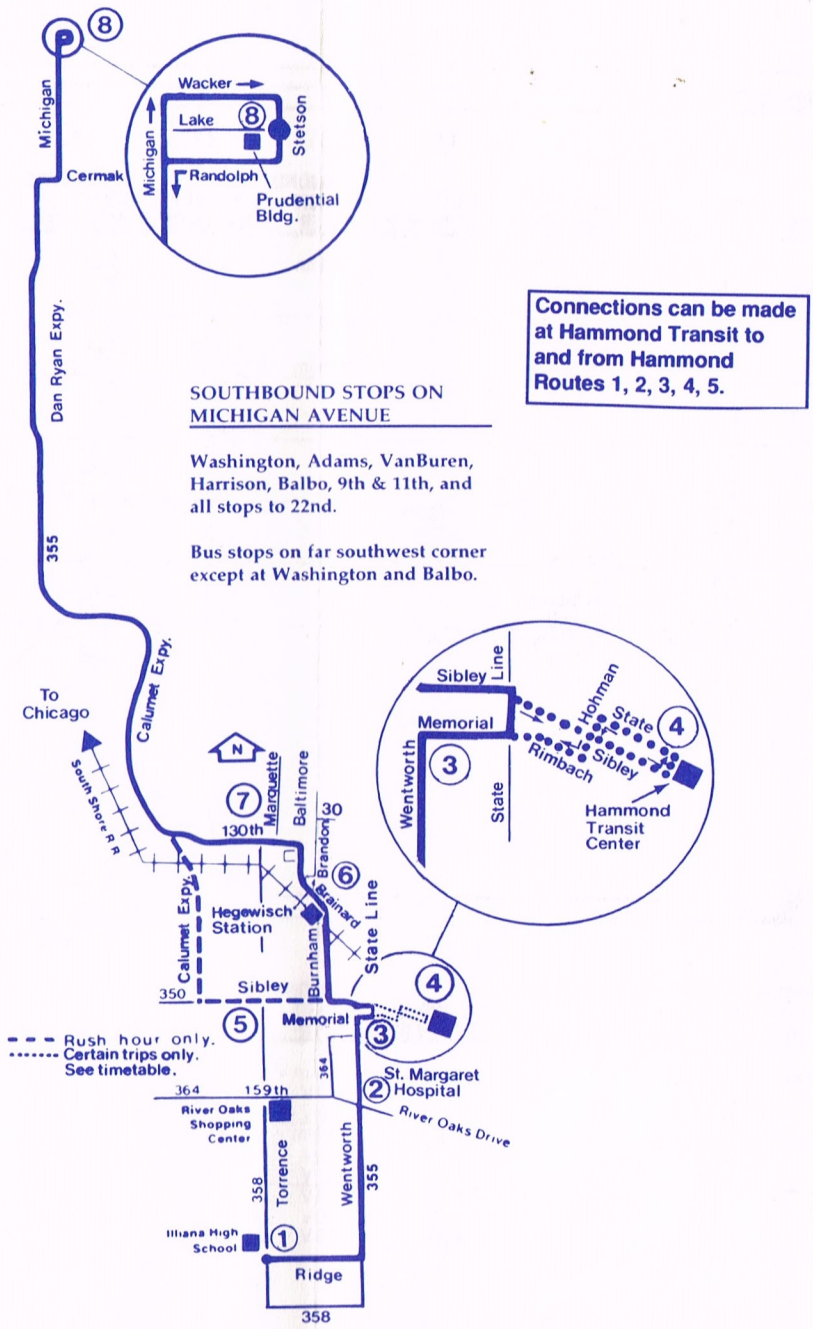 8
Michigan
Cermak
Wacker
Lake
8
Stetson
Michigan
Randolph
Prudential
Bldg.
Dan Ryan Expy.
Connections can be made
at Hammond Transit to
and from Hammond
Routes 1, 2, 3, 4, 5.
SOUTHBOUND STOPS ON
MICHIGAN AVENUE
Washington, Adams, VanBuren,
Harrison, Balbo, 9th & 11th, and
all stops to 22nd.
Bus stops on far southwest corner
except at Washington and Balbo.
355
Calumet Expy.
To
Chicago
South Shore R R
N
7
130th
Marquette
Baltimore
30
Brandon
6
Brainard
Hegewisch
Station
Calumet Expy.
Burnham
State Line
350
Sibley
5
Sibley
Line
Memorial
3
Wentworth
State
Hohman
State
4
Sibley
Rimbach
Hammond
Transit
Center
4
Memorial
3
Rush hour only.
Certain trips only.
See timetable.
364
St. Margaret
Hospital
2
364
159th
River Oaks
Shopping
Center
River Oaks Drive
358
Torrence
Wentworth
355
Illiana High
School
1
Ridge
358